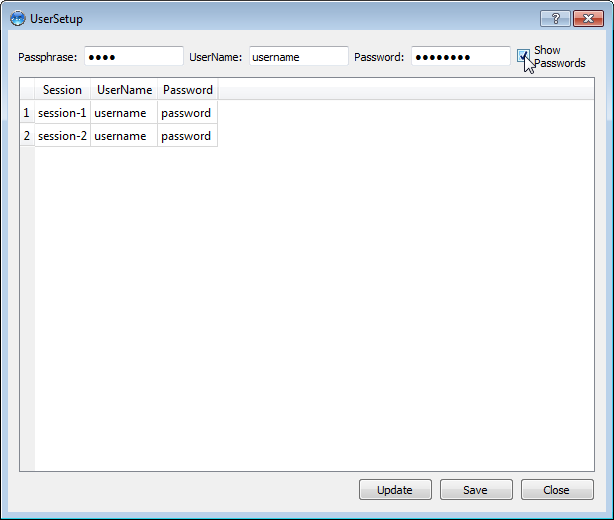 UserSetup
?
Passphrase: ●●●● UserName: username Password: ●●●●●●●● Show Passwords
Session UserName Password
1 session-1 username password
2 session-2 username password
Update Save Close